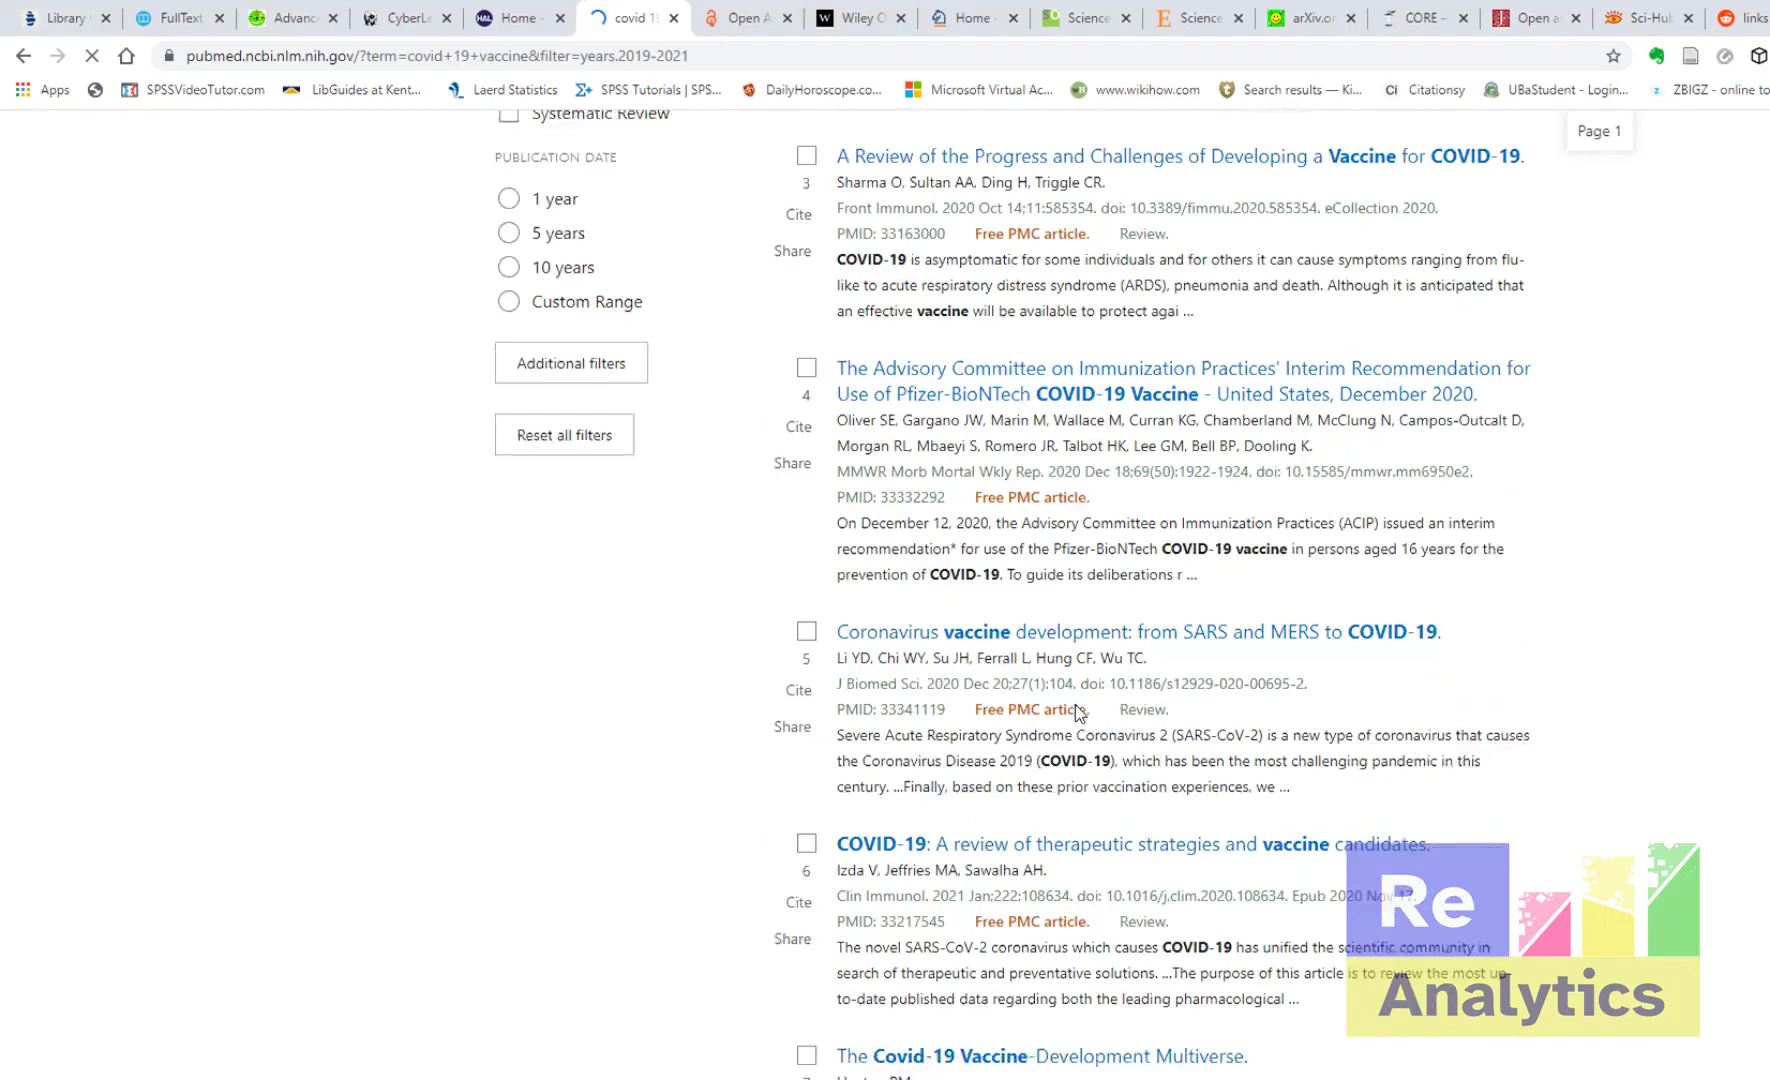 Library
FullText
Advanc
CyberLe
Home -
covid 19
Open A
Wiley O
Home -
Science
Science
arXiv.or
CORE –
Open a
Sci-Hub
links
pubmed.ncbi.nlm.nih.gov/?term=covid+19+vaccine&filter=years.2019-2021
Apps
SPSSVideoTutor.com
LibGuides at Kent...
Laerd Statistics
SPSS Tutorials | SPS...
DailyHoroscope.co...
Microsoft Virtual Ac...
www.wikihow.com
Search results — Ki...
Ci Citationsy
UBaStudent - Login...
ZBIGZ - online to
Systematic Review
PUBLICATION DATE
1 year
5 years
10 years
Custom Range
Additional filters
Reset all filters
Page 1
3
Cite
Share
A Review of the Progress and Challenges of Developing a Vaccine for COVID-19.
Sharma O, Sultan AA, Ding H, Triggle CR.
Front Immunol. 2020 Oct 14;11:585354. doi: 10.3389/fimmu.2020.585354. eCollection 2020.
PMID: 33163000 Free PMC article. Review.
COVID-19 is asymptomatic for some individuals and for others it can cause symptoms ranging from flu-
like to acute respiratory distress syndrome (ARDS), pneumonia and death. Although it is anticipated that
an effective vaccine will be available to protect agai ...
4
Cite
Share
The Advisory Committee on Immunization Practices' Interim Recommendation for
Use of Pfizer-BioNTech COVID-19 Vaccine - United States, December 2020.
Oliver SE, Gargano JW, Marin M, Wallace M, Curran KG, Chamberland M, McClung N, Campos-Outcalt D,
Morgan RL, Mbaeyi S, Romero JR, Talbot HK, Lee GM, Bell BP, Dooling K.
MMWR Morb Mortal Wkly Rep. 2020 Dec 18;69(50):1922-1924. doi: 10.15585/mmwr.mm6950e2.
PMID: 33332292 Free PMC article.
On December 12, 2020, the Advisory Committee on Immunization Practices (ACIP) issued an interim
recommendation* for use of the Pfizer-BioNTech COVID-19 vaccine in persons aged 16 years for the
prevention of COVID-19. To guide its deliberations r ...
5
Cite
Share
Coronavirus vaccine development: from SARS and MERS to COVID-19.
Li YD, Chi WY, Su JH, Ferrall L, Hung CF, Wu TC.
J Biomed Sci. 2020 Dec 20;27(1):104. doi: 10.1186/s12929-020-00695-2.
PMID: 33341119 Free PMC article. Review.
Severe Acute Respiratory Syndrome Coronavirus 2 (SARS-CoV-2) is a new type of coronavirus that causes
the Coronavirus Disease 2019 (COVID-19), which has been the most challenging pandemic in this
century. ...Finally, based on these prior vaccination experiences, we ...
6
Cite
Share
COVID-19: A review of therapeutic strategies and vaccine candidates.
Izda V, Jeffries MA, Sawalha AH.
Clin Immunol. 2021 Jan;222:108634. doi: 10.1016/j.clim.2020.108634. Epub 2020 Nov 17.
PMID: 33217545 Free PMC article. Review.
The novel SARS-CoV-2 coronavirus which causes COVID-19 has unified the scientific community in
search of therapeutic and preventative solutions. ...The purpose of this article is to review the most up-
to-date published data regarding both the leading pharmacological ...
The Covid-19 Vaccine-Development Multiverse.
Re
Analytics